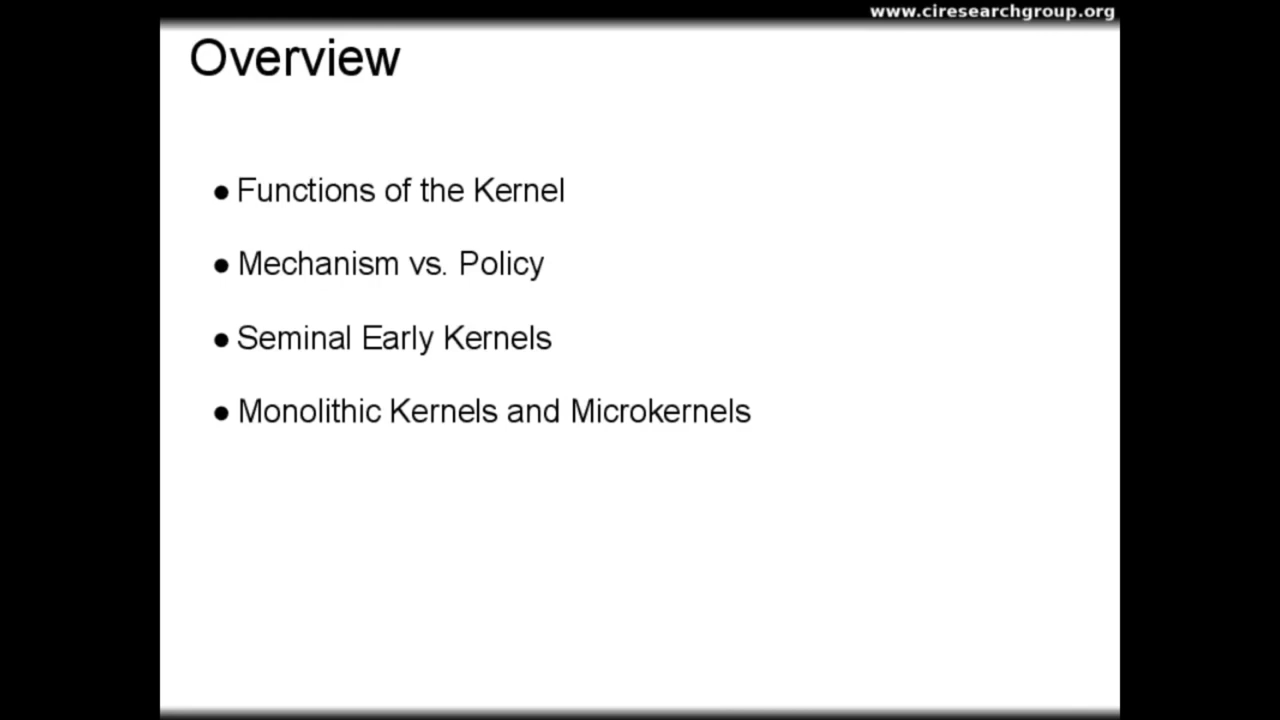 www.ciresearchgroup.org
Overview
● Functions of the Kernel
● Mechanism vs. Policy
● Seminal Early Kernels
● Monolithic Kernels and Microkernels